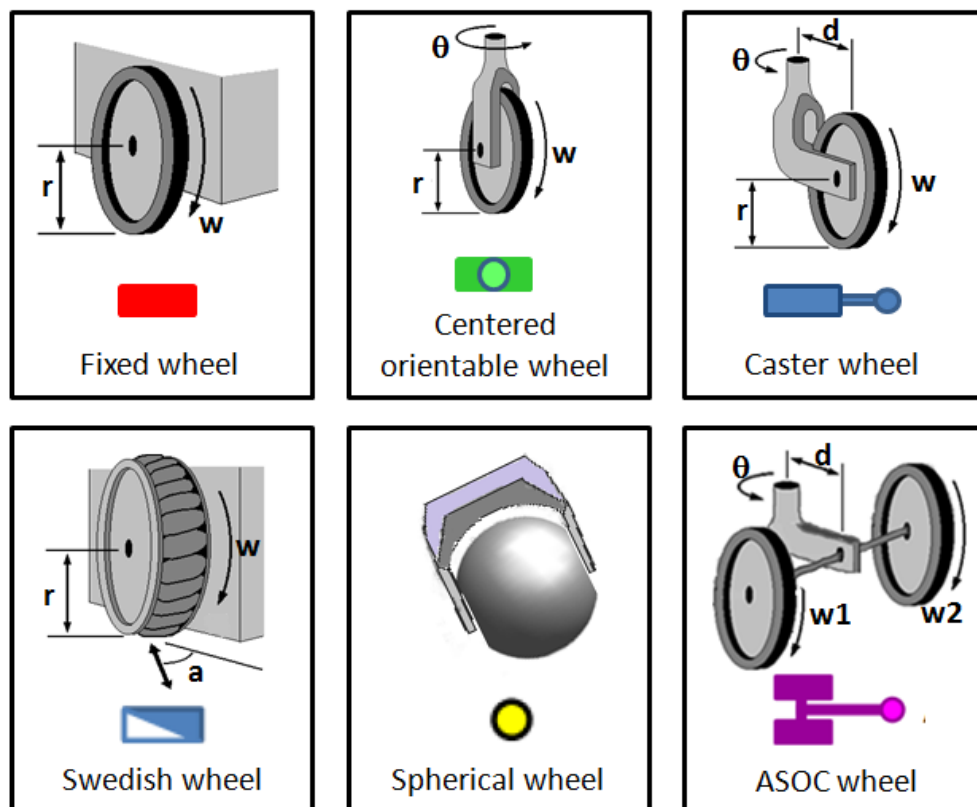 r
w
Fixed wheel
θ
r
w
Centered
orientable wheel
d
θ
r
w
Caster wheel
r
w
a
Swedish wheel
Spherical wheel
d
θ
w1
w2
ASOC wheel